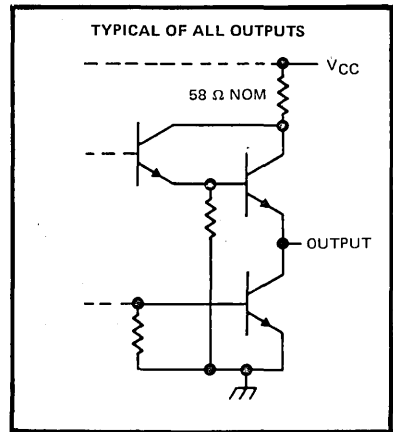 TYPICAL OF ALL OUTPUTS
VCC
58 Ω NOM
OUTPUT